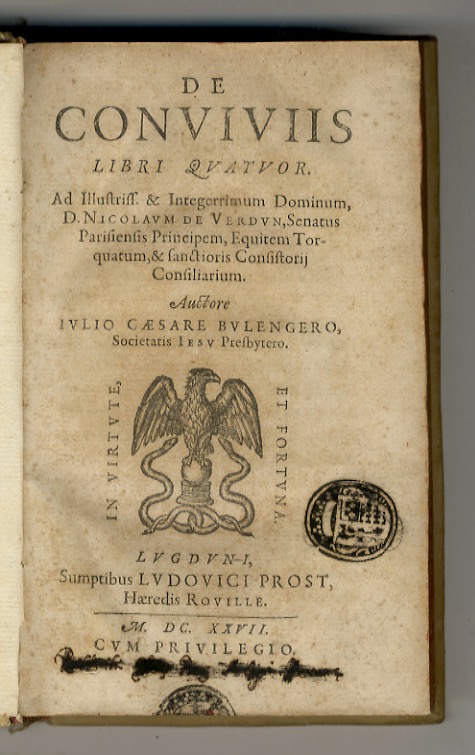 DE
CONVIVIIS
LIBRI QVATVOR.
Ad Illustriſſ. & Integerrimum Dominum,
D. NICOLAVM DE VERDVN, Senatus
Pariſienſis Principem, Equitem Tor-
quatum, & ſanctioris Conſiſtorij
Conſiliarium.
Auctore
IVLIO CÆSARE BVLENGERO,
Societatis IESV Presbytero.
IN VIRTVTE,
ET FORTVNA.
LVGDVNI,
Sumptibus LVDOVICI PROST,
Hæredis ROVILLE.
M. DC. XXVII.
CVM PRIVILEGIO.